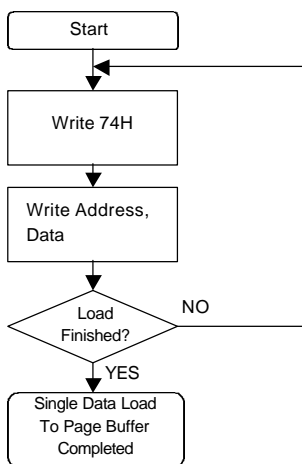 Start
Write 74H
Write Address,
Data
Load
Finished?
NO
YES
Single Data Load
To Page Buffer
Completed